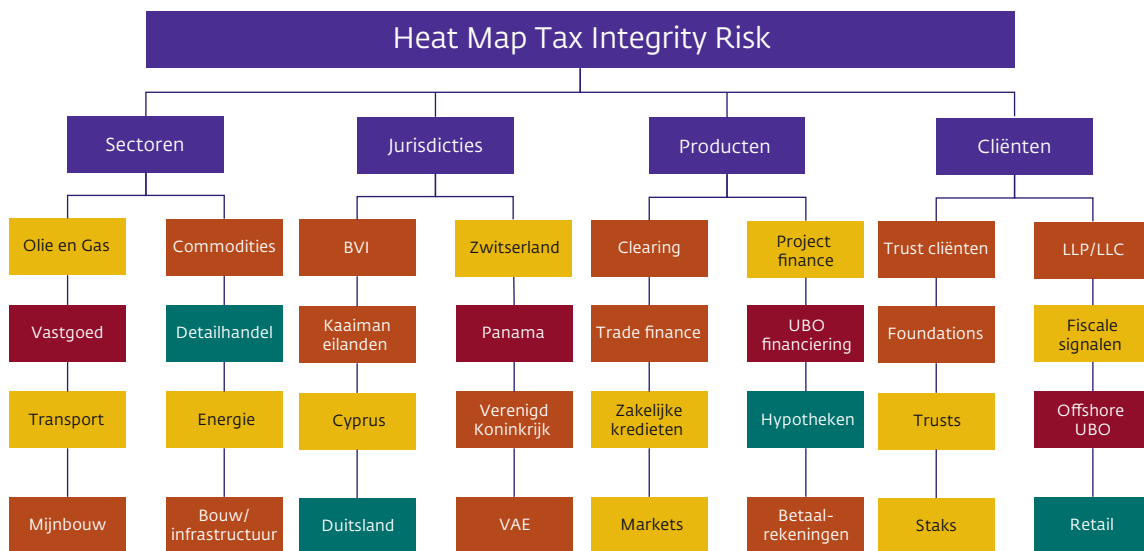 Heat Map Tax Integrity Risk
Sectoren
Jurisdicties
Producten
Cliënten
Olie en Gas
Commodities
BVI
Zwitserland
Clearing
Project
finance
Trust cliënten
LLP/LLC
Vastgoed
Detailhandel
Kaaiman
eilanden
Panama
Trade finance
UBO
financiering
Foundations
Fiscale
signalen
Transport
Energie
Cyprus
Verenigd
Koninkrijk
Zakelijke
kredieten
Hypotheken
Trusts
Offshore
UBO
Mijnbouw
Bouw/
infrastructuur
Duitsland
VAE
Markets
Betaal-
rekeningen
Staks
Retail